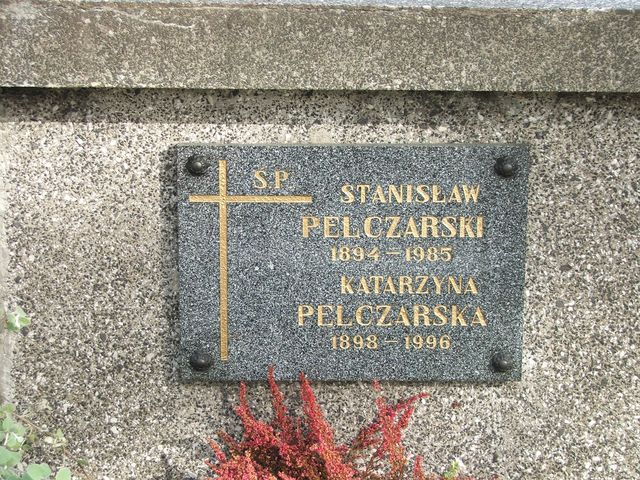 S.P
STANISŁAW
PELCZARSKI
1894-1985
KATARZYNA
PELCZARSKA
1898-1996